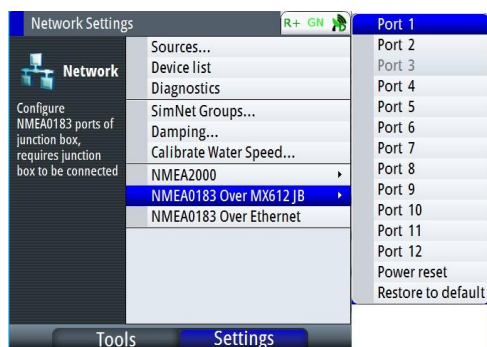 Network Settings
R+ GN
Network
Configure
NMEA0183 ports of
junction box,
requires junction
box to be connected
Sources...
Device list
Diagnostics
SimNet Groups...
Damping...
Calibrate Water Speed...
NMEA2000
NMEA0183 Over MX612 JB
NMEA0183 Over Ethernet
Port 1
Port 2
Port 3
Port 4
Port 5
Port 6
Port 7
Port 8
Port 9
Port 10
Port 11
Port 12
Power reset
Restore to default
Tools
Settings